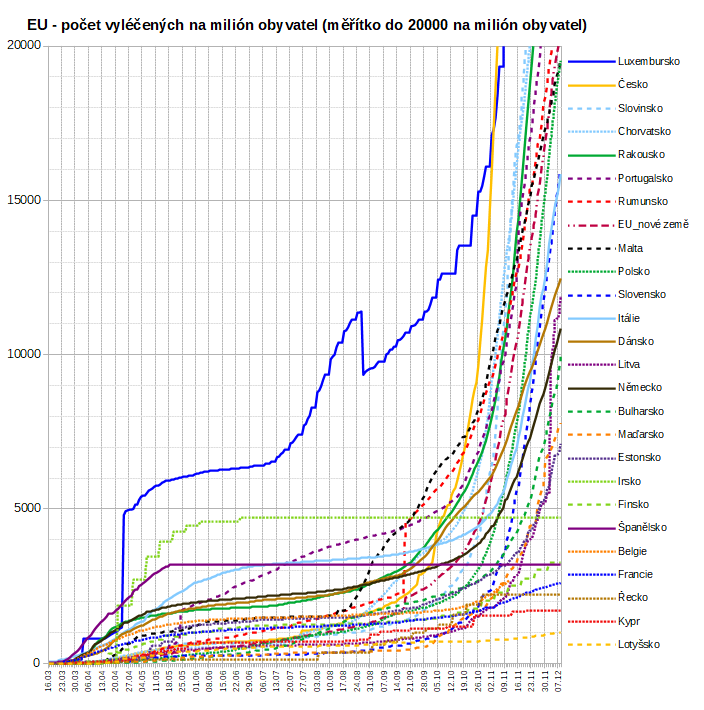 EU - počet vyléčených na milión obyvatel (měřítko do 20000 na milión obyvatel)
20000
15000
10000
5000
0
Luxembursko
Česko
Slovinsko
Chorvatsko
Rakousko
Portugalsko
Rumunsko
EU_nové země
Malta
Polsko
Slovensko
Itálie
Dánsko
Litva
Německo
Bulharsko
Maďarsko
Estonsko
Irsko
Finsko
Španělsko
Belgie
Francie
Řecko
Kypr
Lotyšsko
16.03
23.03
30.03
06.04
13.04
20.04
27.04
04.05
11.05
18.05
25.05
01.06
08.06
15.06
22.06
29.06
06.07
13.07
20.07
27.07
03.08
10.08
17.08
24.08
31.08
07.09
14.09
21.09
28.09
05.10
12.10
19.10
26.10
02.11
09.11
16.11
23.11
30.11
07.12